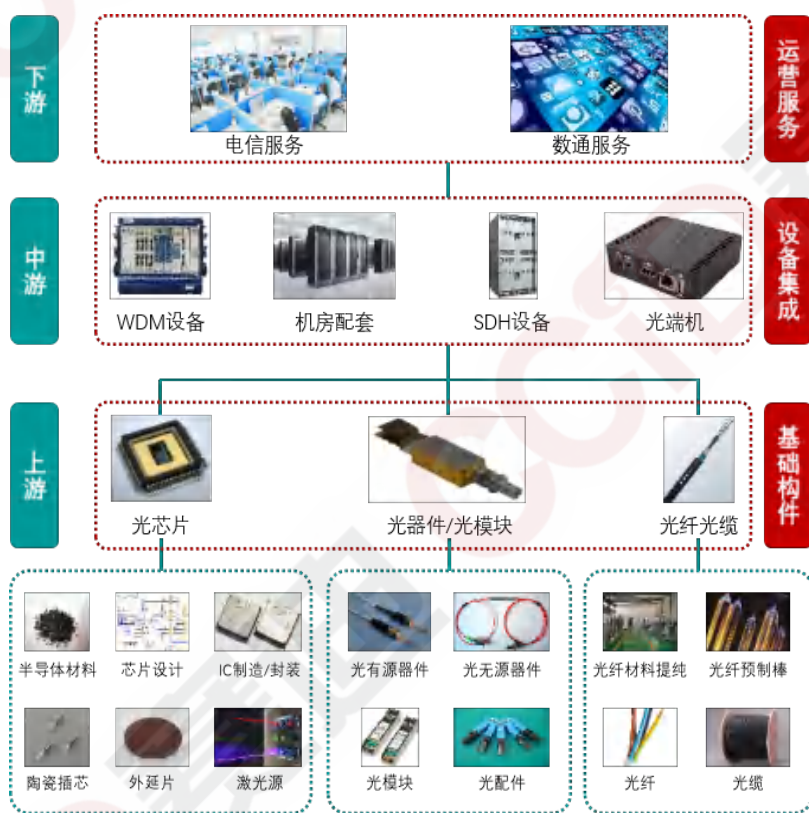 下游
运营服务
电信服务
数通服务
中游
设备集成
WDM设备
机房配套
SDH设备
光端机
上游
基础构件
光芯片
光器件/光模块
光纤光缆
半导体材料
芯片设计
IC制造/封装
光有源器件
光无源器件
光纤材料提纯
光纤预制棒
陶瓷插芯
外延片
激光源
光模块
光配件
光纤
光缆